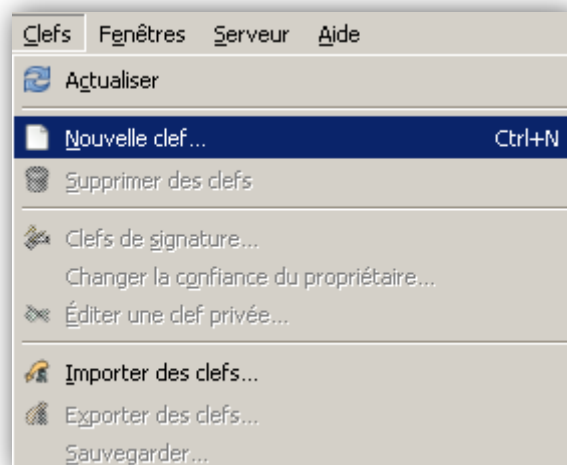 Clefs Fenêtres Serveur Aide
Actualiser
Nouvelle clef... Ctrl+N
Supprimer des clefs
Clefs de signature...
Changer la confiance du propriétaire...
Éditer une clef privée...
Importer des clefs...
Exporter des clefs...
Sauvegarder...